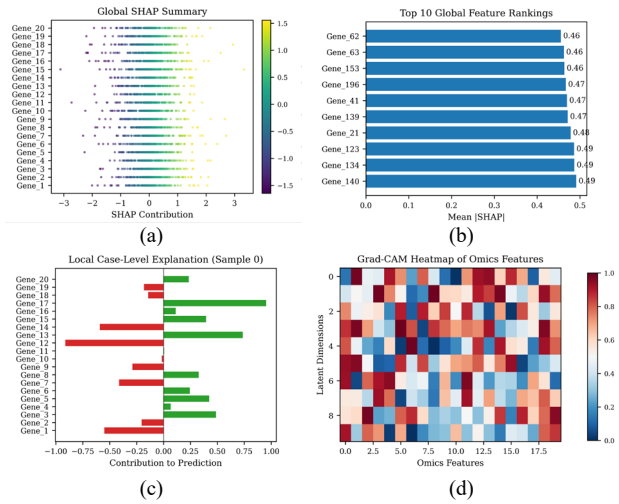 Global SHAP Summary
Gene_20
Gene_19
Gene_18
Gene_17
Gene_16
Gene_15
Gene_14
Gene_13
Gene_12
Gene_11
Gene_10
Gene_9
Gene_8
Gene_7
Gene_6
Gene_5
Gene_4
Gene_3
Gene_2
Gene_1
−3 −2 −1 0 1 2 3
SHAP Contribution
1.5
1.0
0.5
0.0
−0.5
−1.0
−1.5
(a)
Top 10 Global Feature Rankings
Gene_62 0.46
Gene_63 0.46
Gene_153 0.46
Gene_196 0.47
Gene_41 0.47
Gene_139 0.47
Gene_21 0.48
Gene_123 0.49
Gene_134 0.49
Gene_140 0.49
0.0 0.1 0.2 0.3 0.4 0.5
Mean |SHAP|
(b)
Local Case-Level Explanation (Sample 0)
Gene_20
Gene_19
Gene_18
Gene_17
Gene_16
Gene_15
Gene_14
Gene_13
Gene_12
Gene_11
Gene_10
Gene_9
Gene_8
Gene_7
Gene_6
Gene_5
Gene_4
Gene_3
Gene_2
Gene_1
−1.00 −0.75 −0.50 −0.25 0.00 0.25 0.50 0.75 1.00
Contribution to Prediction
(c)
Grad-CAM Heatmap of Omics Features
Latent Dimensions
0
2
4
6
8
0.0 2.5 5.0 7.5 10.0 12.5 15.0 17.5
Omics Features
1.0
0.8
0.6
0.4
0.2
0.0
(d)